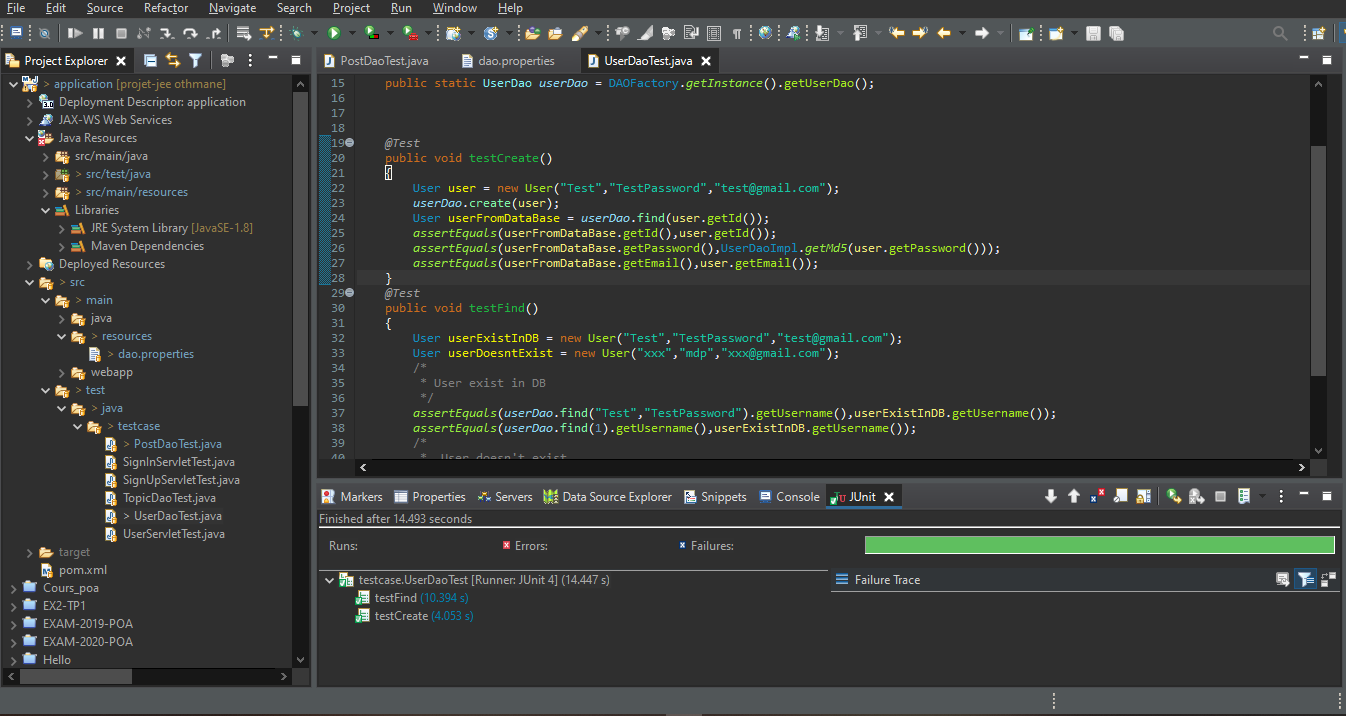 File Edit Source Refactor Navigate Search Project Run Window Help
Project Explorer
application [projet-jee othmane]
Deployment Descriptor: application
JAX-WS Web Services
Java Resources
src/main/java
> src/test/java
> src/main/resources
Libraries
JRE System Library [JavaSE-1.8]
Maven Dependencies
Deployed Resources
> src
> main
java
> resources
> dao.properties
webapp
> test
> java
> testcase
> PostDaoTest.java
SignInServletTest.java
SignUpServletTest.java
TopicDaoTest.java
> UserDaoTest.java
UserServletTest.java
target
pom.xml
Cours_poa
EX2-TP1
EXAM-2019-POA
EXAM-2020-POA
Hello
PostDaoTest.java dao.properties UserDaoTest.java
15 public static UserDao userDao = DAOFactory.getInstance().getUserDao();
16
17
18
19 @Test
20 public void testCreate()
21 {
22 User user = new User("Test","TestPassword","test@gmail.com");
23 userDao.create(user);
24 User userFromDataBase = userDao.find(user.getId());
25 assertEquals(userFromDataBase.getId(),user.getId());
26 assertEquals(userFromDataBase.getPassword(),UserDaoImpl.getMd5(user.getPassword()));
27 assertEquals(userFromDataBase.getEmail(),user.getEmail());
28 }
29 @Test
30 public void testFind()
31 {
32 User userExistInDB = new User("Test","TestPassword","test@gmail.com");
33 User userDoesntExist = new User("xxx","mdp","xxx@gmail.com");
34 /*
35 * User exist in DB
36 */
37 assertEquals(userDao.find("Test","TestPassword").getUsername(),userExistInDB.getUsername());
38 assertEquals(userDao.find(1).getUsername(),userExistInDB.getUsername());
39 /*
40 * User doesn't exist
Markers Properties Servers Data Source Explorer Snippets Console JUnit
Finished after 14.493 seconds
Runs: Errors: Failures:
testcase.UserDaoTest [Runner: JUnit 4] (14.447 s)
testFind (10.394 s)
testCreate (4.053 s)
Failure Trace